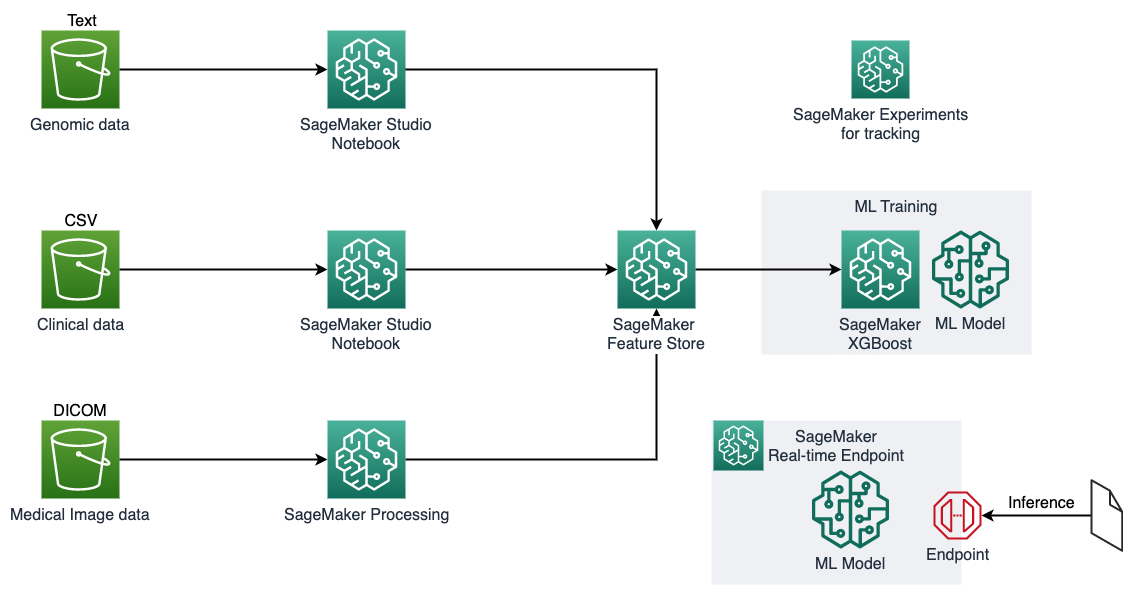 Text
Genomic data
SageMaker Studio
Notebook
SageMaker Experiments
for tracking
CSV
Clinical data
SageMaker Studio
Notebook
SageMaker
Feature Store
ML Training
SageMaker
XGBoost
ML Model
DICOM
Medical Image data
SageMaker Processing
SageMaker
Real-time Endpoint
ML Model
Endpoint
Inference